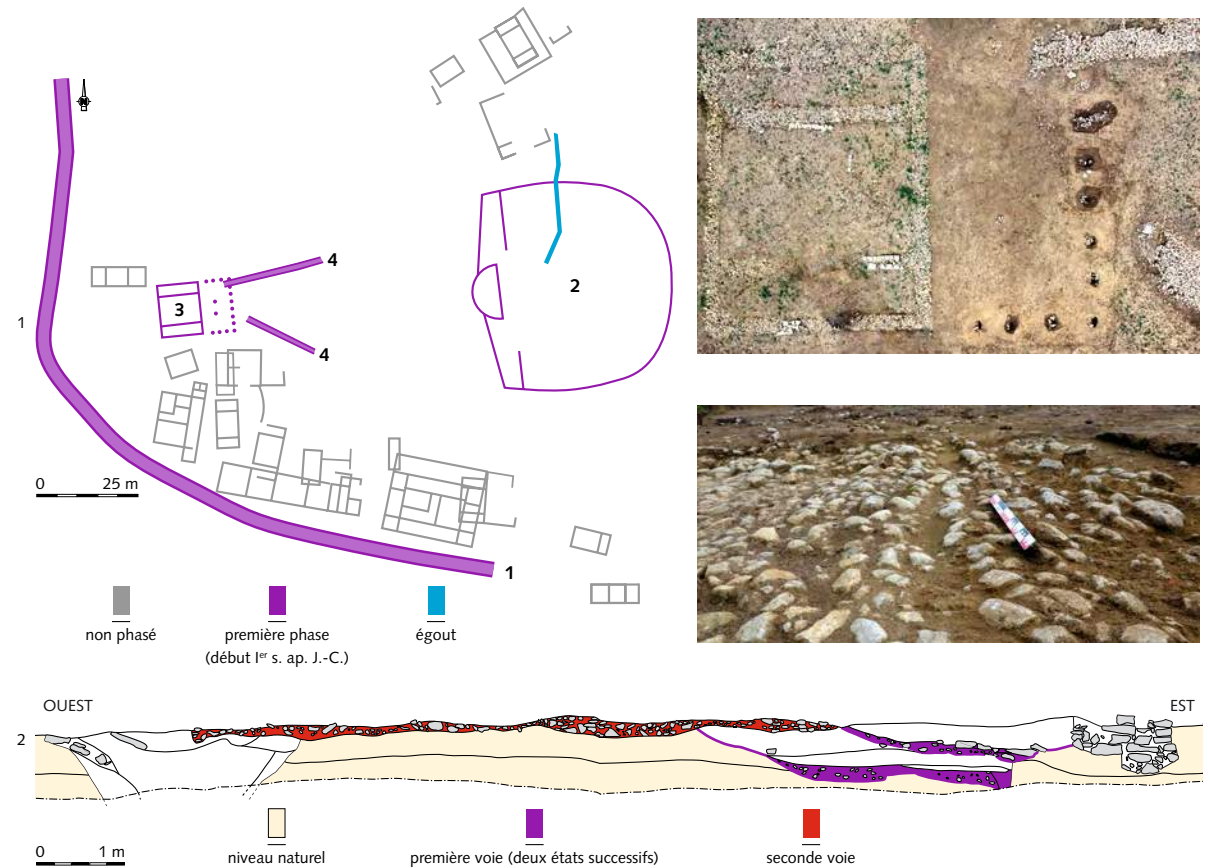 N
4
3
2
1
4
0 25 m
1
non phasé
première phase
(début Iᵉʳ s. ap. J.-C.)
égout
OUEST
EST
2
niveau naturel
première voie (deux états successifs)
seconde voie
0 1 m